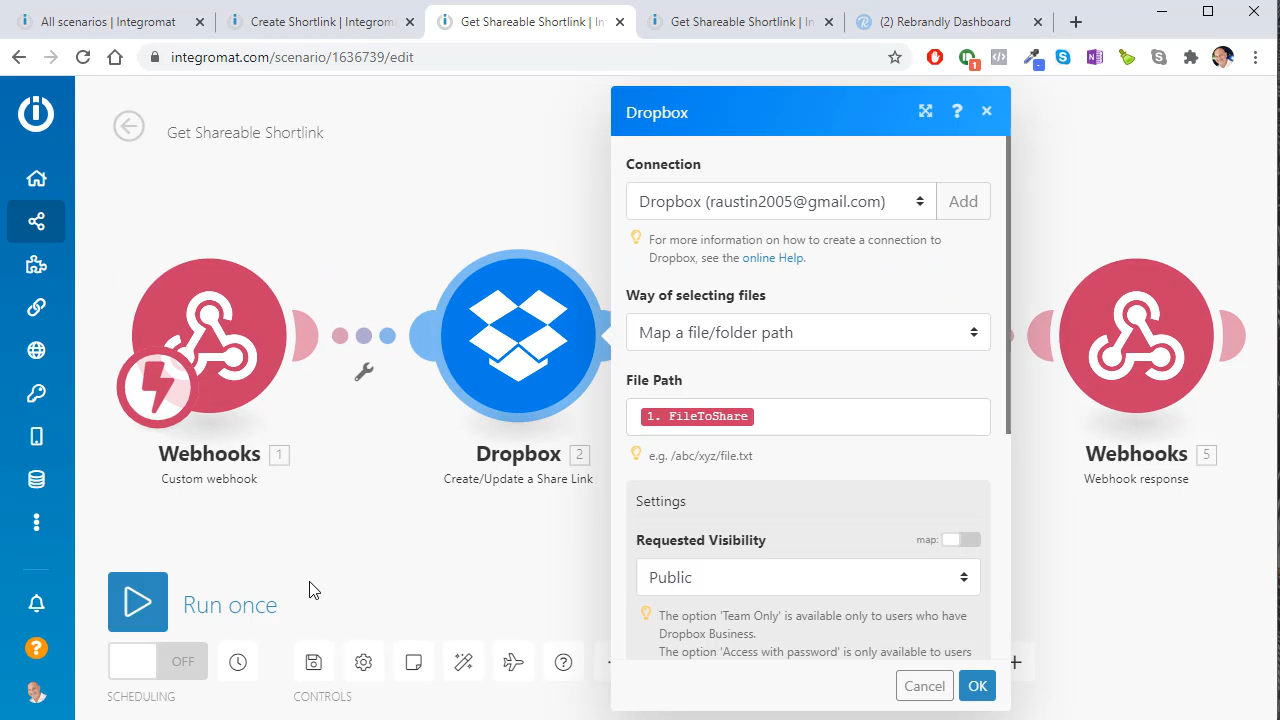 All scenarios | Integromat
Create Shortlink | Integroma
Get Shareable Shortlink | In
Get Shareable Shortlink | In
(2) Rebrandly Dashboard
integromat.com/scenario/1636739/edit
1
Get Shareable Shortlink
Dropbox
Connection
Dropbox (raustin2005@gmail.com)
Add
For more information on how to create a connection to
Dropbox, see the online Help.
Way of selecting files
Map a file/folder path
File Path
1. FileToShare
e.g. /abc/xyz/file.txt
Settings
Requested Visibility
map:
Public
The option 'Team Only' is available only to users who have
Dropbox Business.
The option 'Access with password' is only available to users
Cancel
OK
Webhooks 1
Custom webhook
Dropbox 2
Create/Update a Share Link
Webhooks 5
Webhook response
Run once
OFF
SCHEDULING
CONTROLS